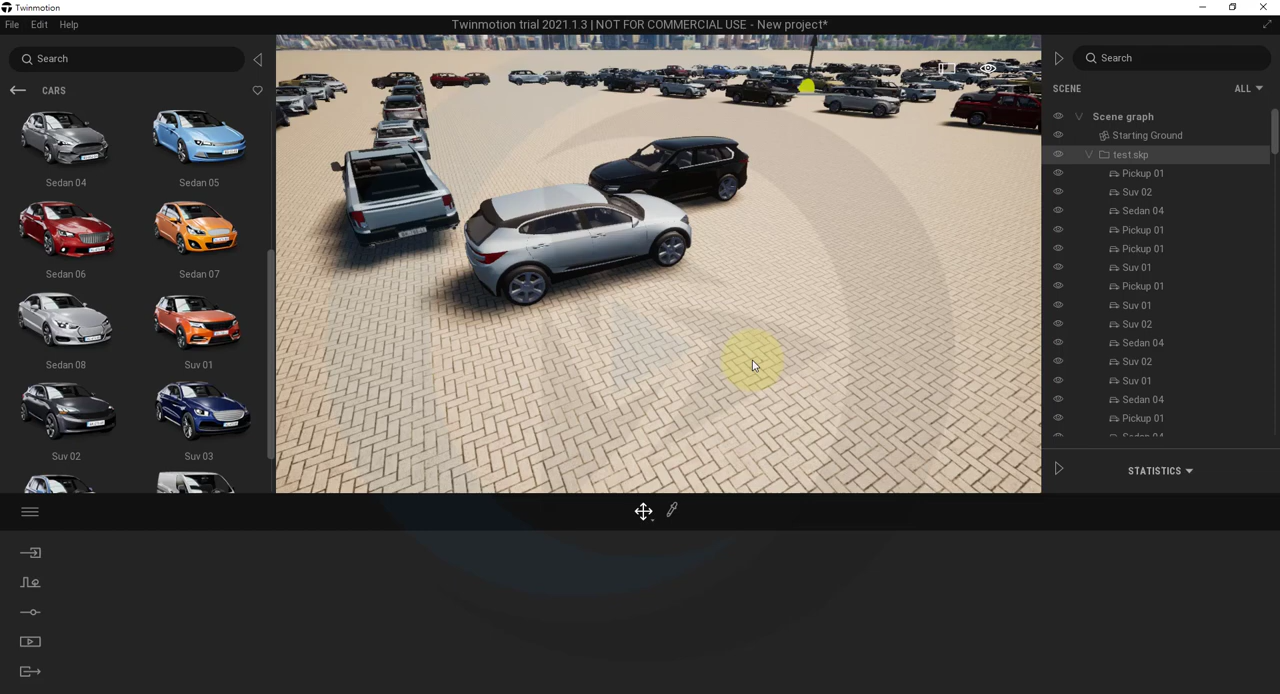 Twinmotion
File Edit Help
Twinmotion trial 2021.1.3 | NOT FOR COMMERCIAL USE - New project*
Search
CARS
Sedan 04
Sedan 05
Sedan 06
Sedan 07
Sedan 08
Suv 01
Suv 02
Suv 03
Search
SCENE
ALL
Scene graph
Starting Ground
test.skp
Pickup 01
Suv 02
Sedan 04
Pickup 01
Pickup 01
Suv 01
Pickup 01
Suv 01
Suv 02
Sedan 04
Suv 02
Suv 01
Sedan 04
Pickup 01
Sedan 04
STATISTICS